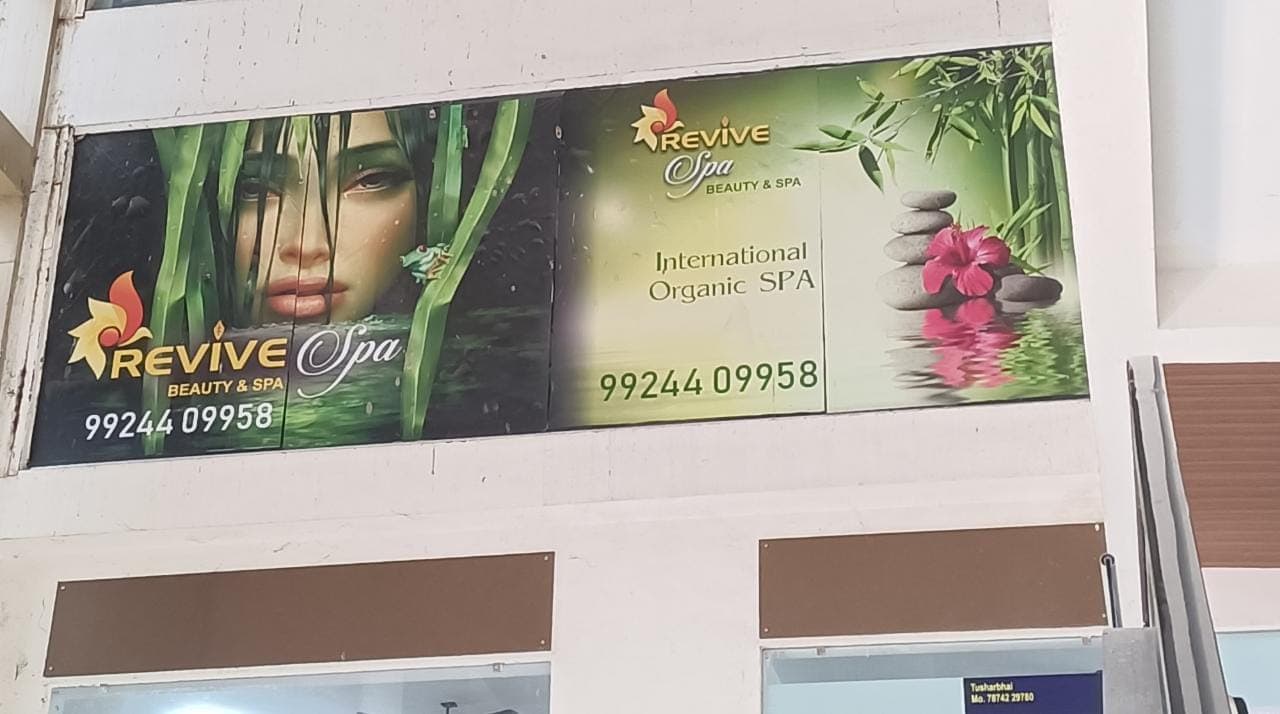 REVIVE Spa
BEAUTY & SPA
99244 09958
REVIVE
Spa
BEAUTY & SPA
International
Organic SPA
99244 09958
Tusharbhai
Mo. 78742 29780